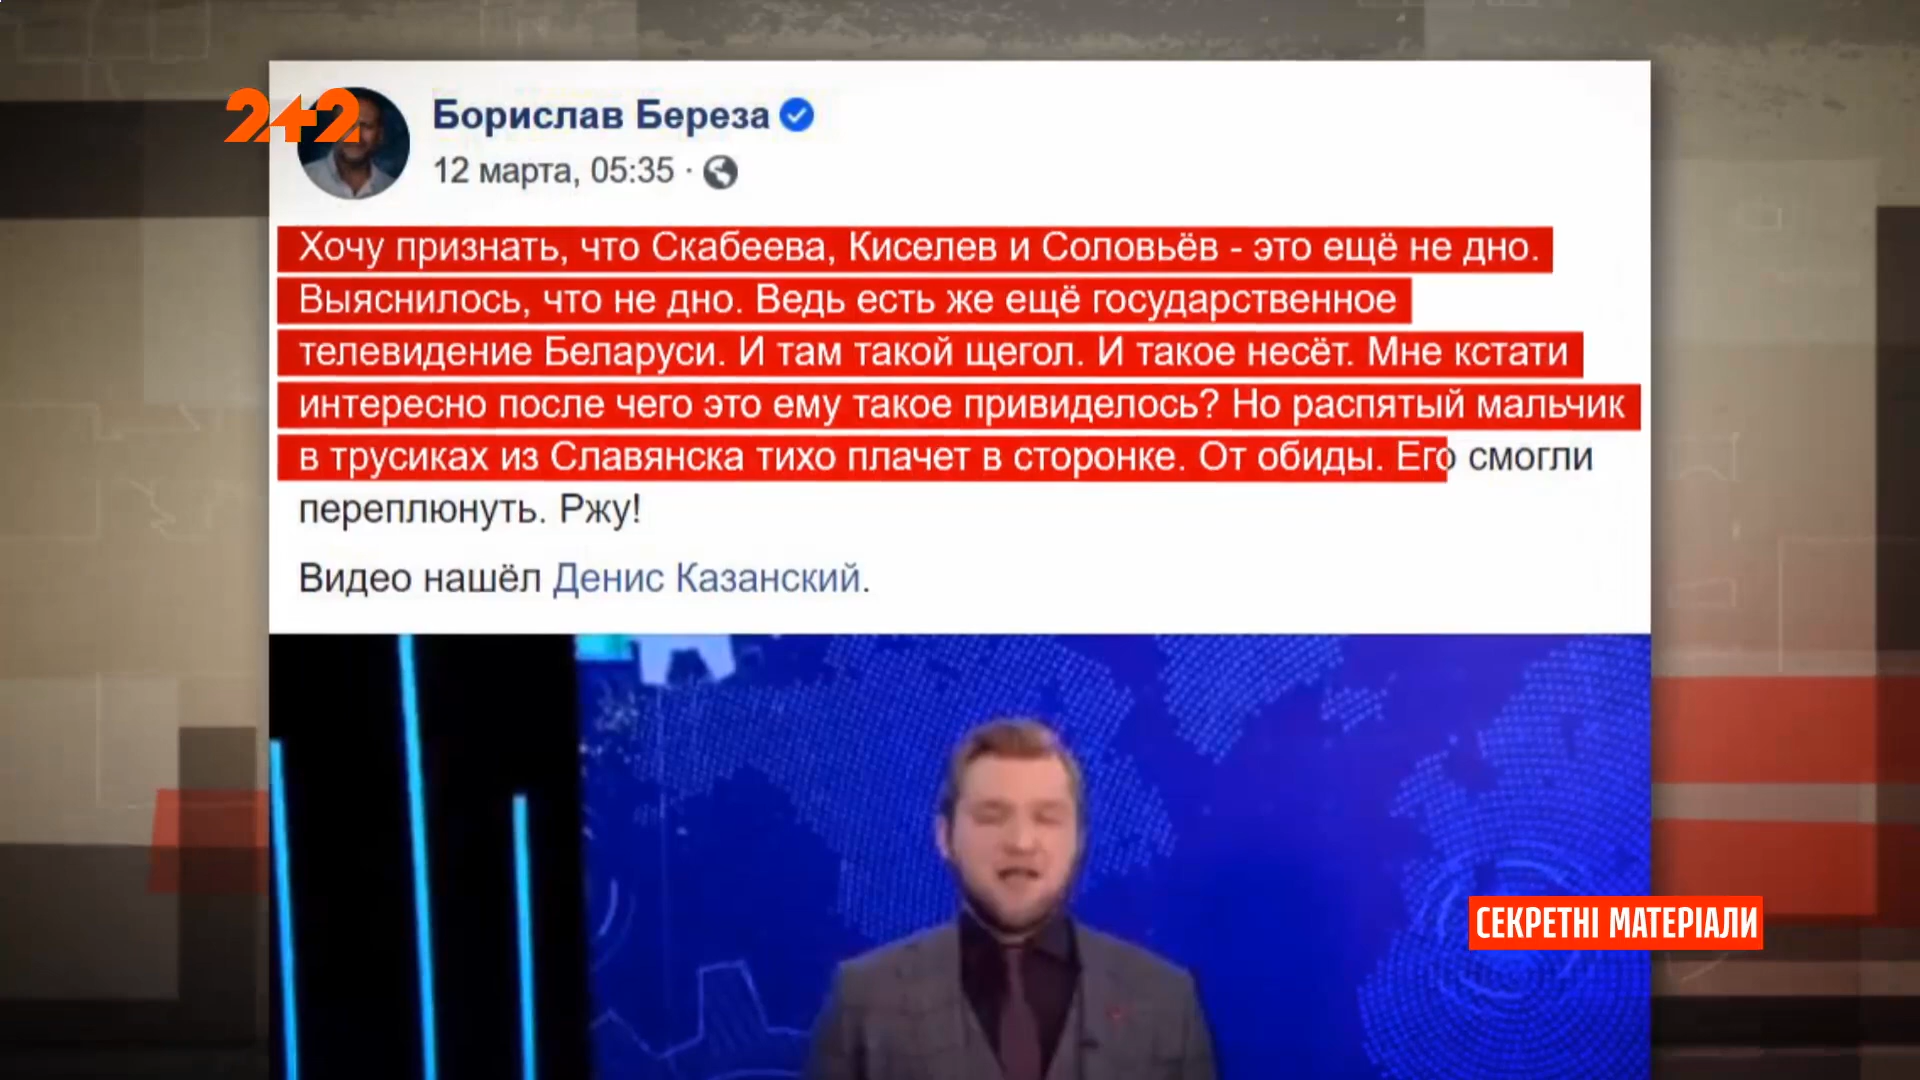 2+2
Борислав Береза
12 марта, 05:35 ·
Хочу признать, что Скабеева, Киселев и Соловьёв - это ещё не дно.
Выяснилось, что не дно. Ведь есть же ещё государственное
телевидение Беларуси. И там такой щегол. И такое несёт. Мне кстати
интересно после чего это ему такое привиделось? Но распятый мальчик
в трусиках из Славянска тихо плачет в сторонке. От обиды. Его смогли
переплюнуть. Ржу!
Видео нашёл Денис Казанский.
СЕКРЕТНІ МАТЕРІАЛИ